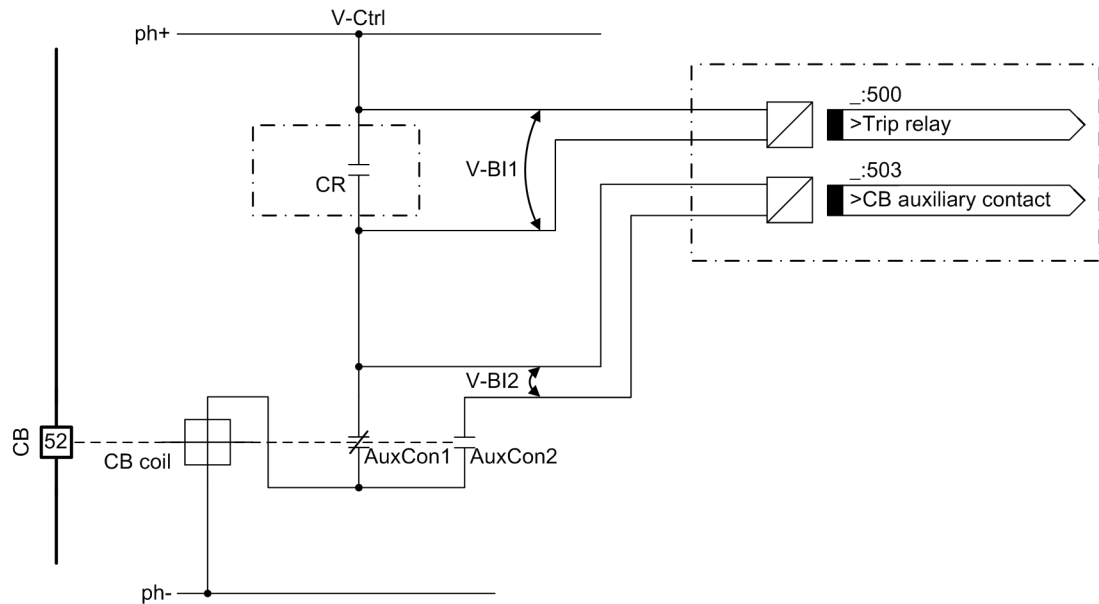 V-Ctrl
ph+
_:500
>Trip relay
V-BI1
CR
_:503
>CB auxiliary contact
V-BI2
CB
52
CB coil
AuxCon1
AuxCon2
ph-